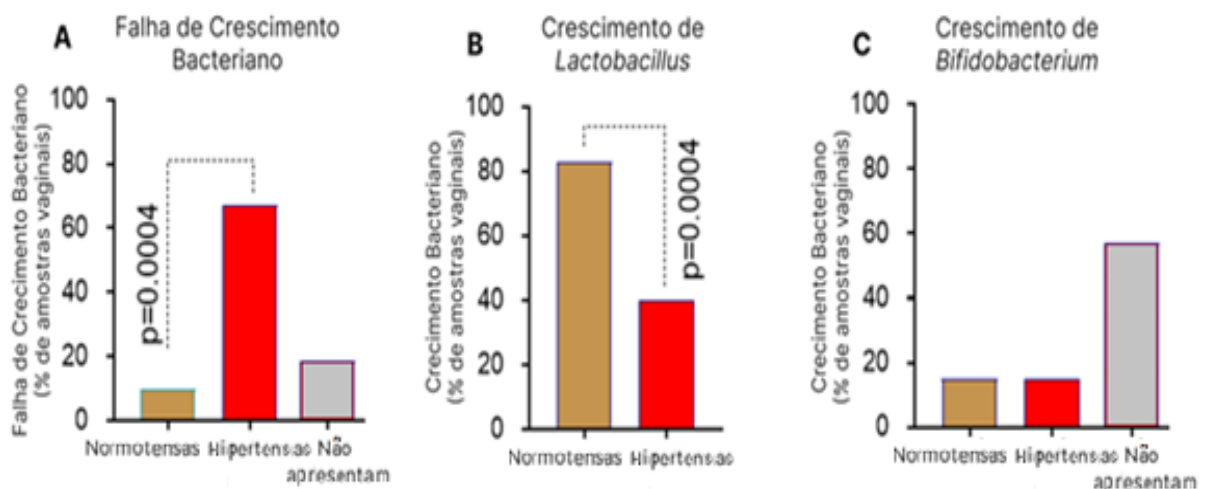 A
Falha de Crescimento
Bacteriano
Falha de Crecimento Bacteriano
(% de amostras vaginais)
100
80
60
40
20
0
p=0.0004
Normotensas Hipertensas Não
apresentam
B
Crescimento de
Lactobacillus
Crecimento Bacteriano
(% de amostras vaginais)
100
80
60
40
20
0
p=0.0004
Normotensas Hipertensas
C
Crescimento de
Bifidobacterium
Crecimento Bacteriano
(% de amostras vaginais)
100
80
60
40
20
0
Normotensas Hipertensas Não
apresentam